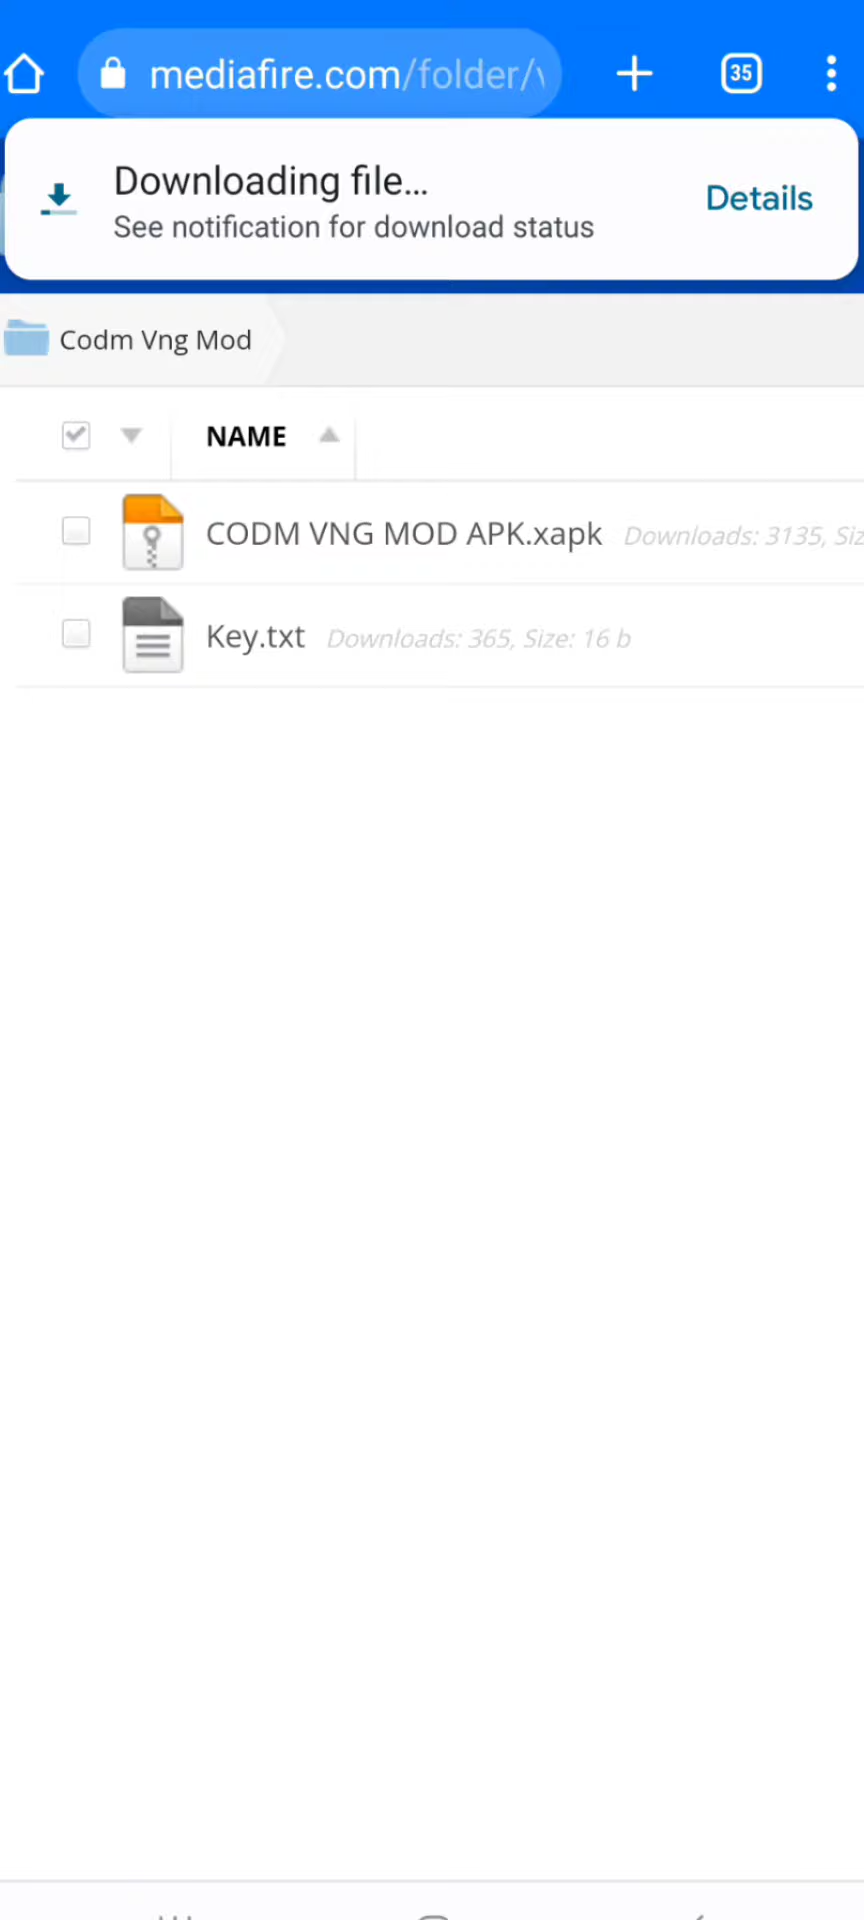 mediafire.com/folder/
35
Downloading file...
See notification for download status
Details
Codm Vng Mod
NAME
CODM VNG MOD APK.xapk Downloads: 3135, Siz
Key.txt Downloads: 365, Size: 16 b